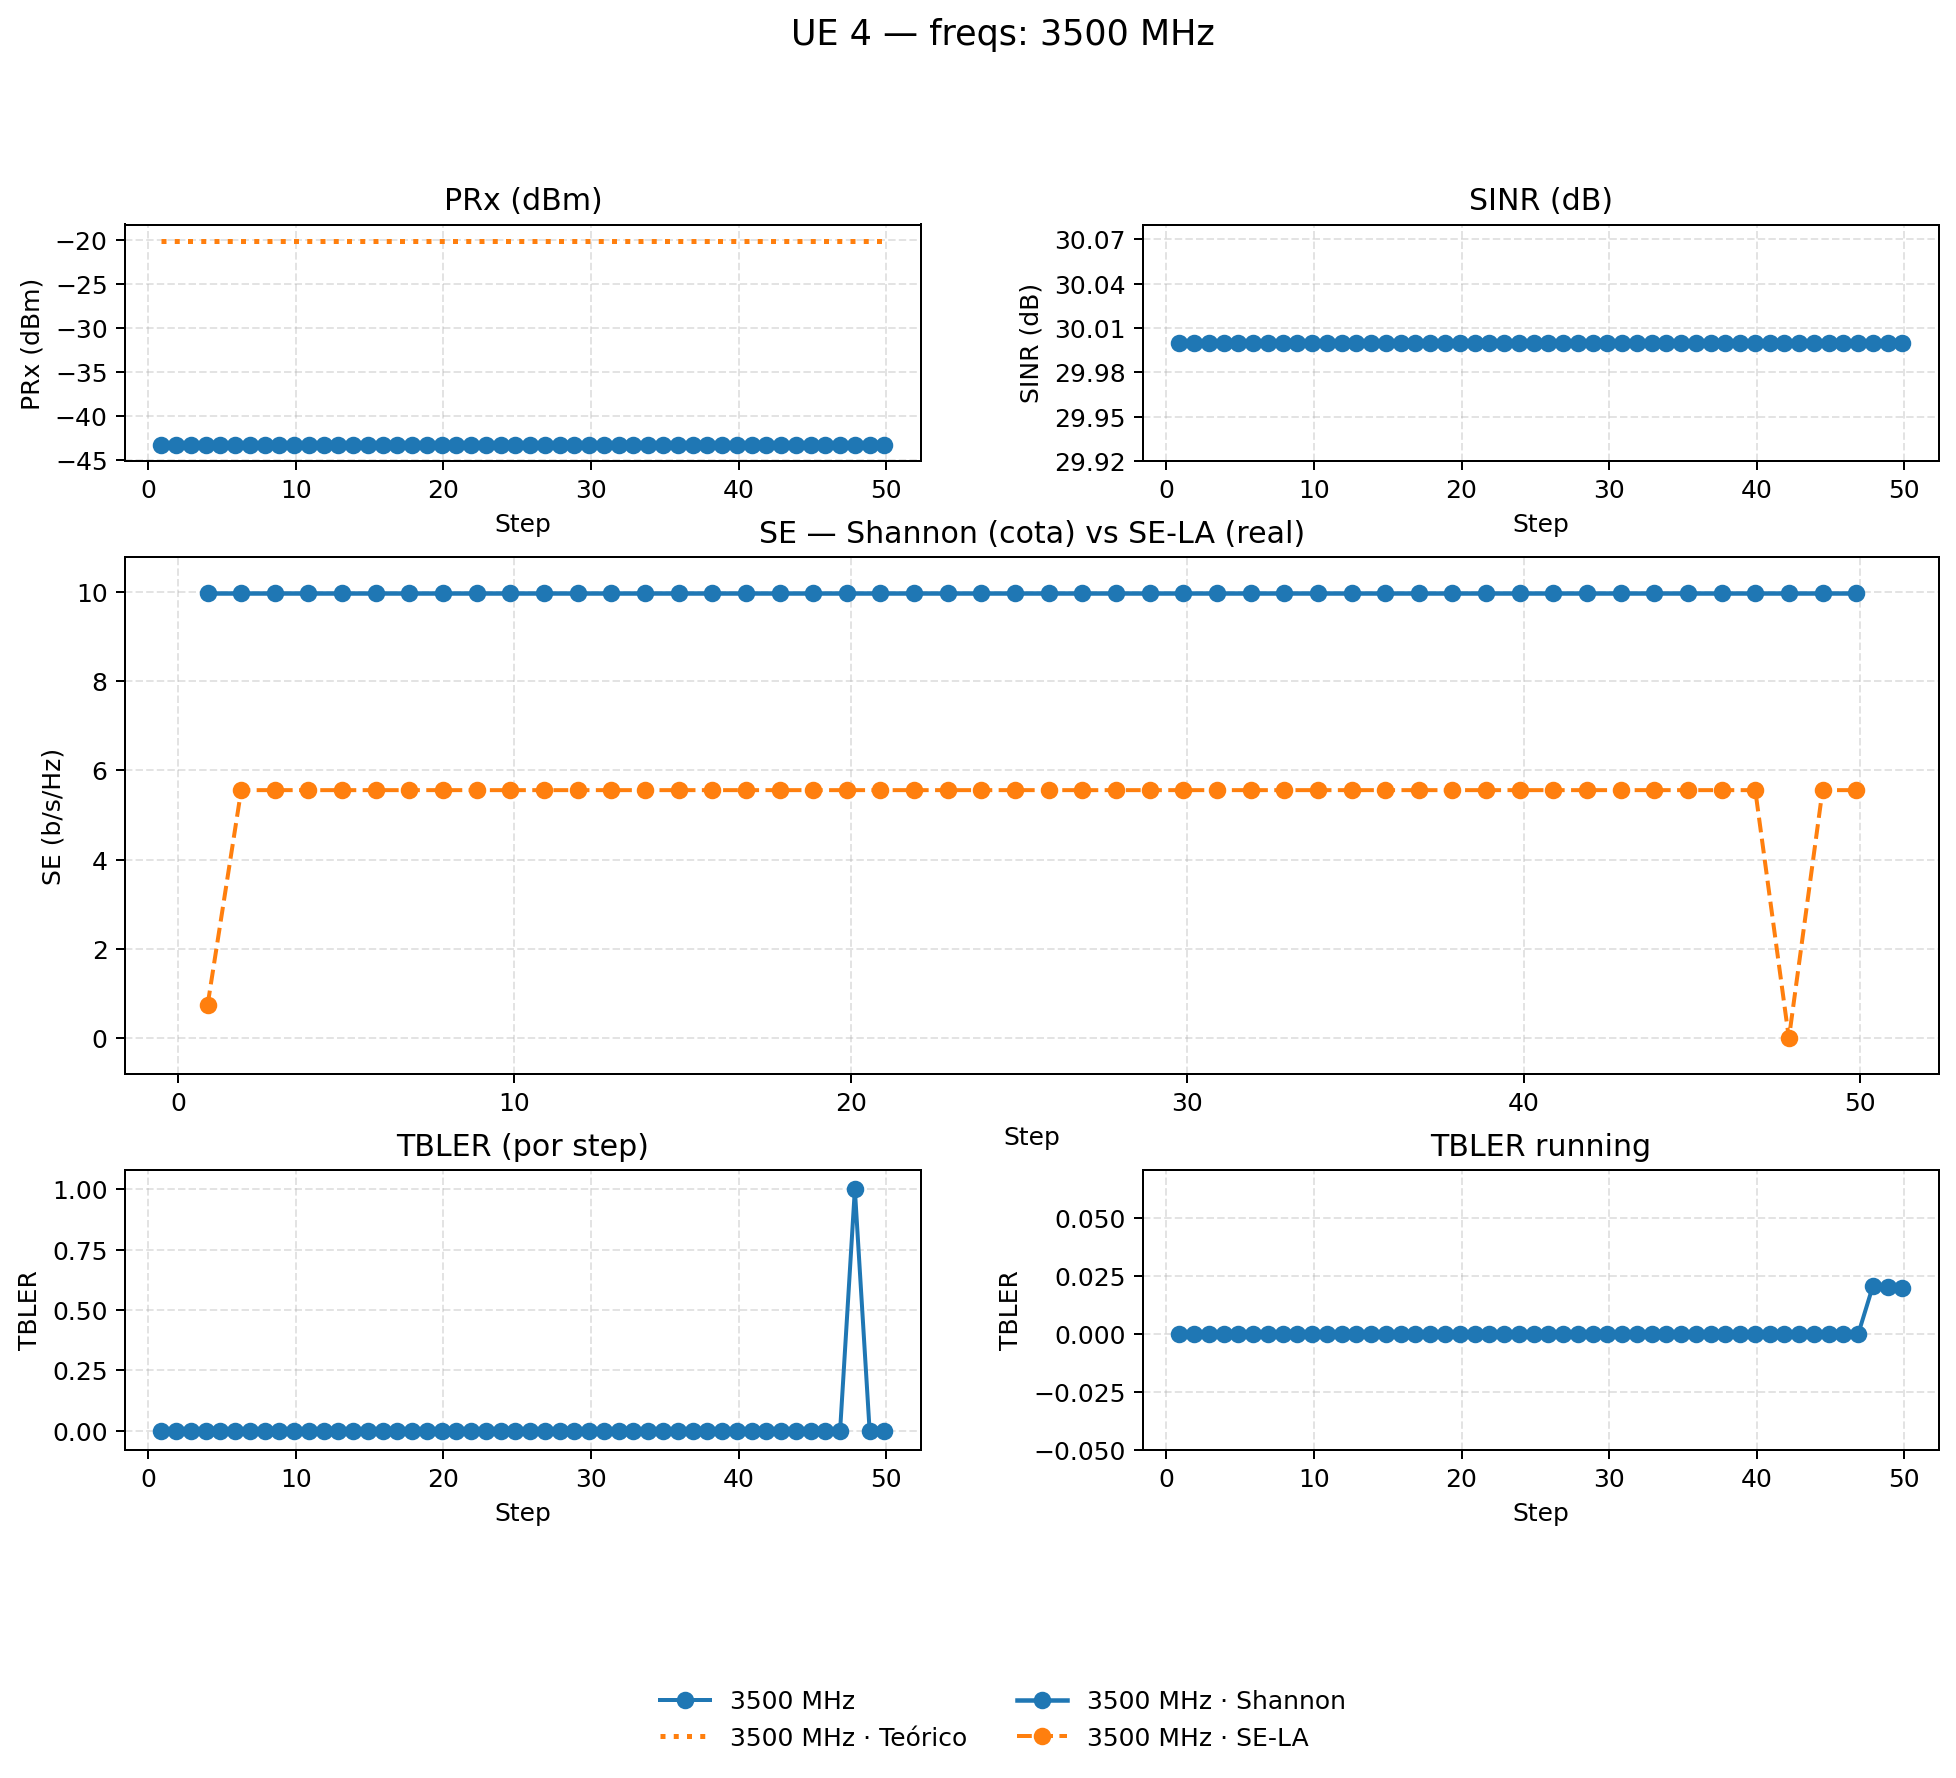 UE 4 — freqs: 3500 MHz
PRx (dBm)
PRx (dBm)
−20
−25
−30
−35
−40
−45
0 10 20 30 40 50
Step
SINR (dB)
SINR (dB)
30.07
30.04
30.01
29.98
29.95
29.92
0 10 20 30 40 50
Step
SE — Shannon (cota) vs SE-LA (real)
SE (b/s/Hz)
10
8
6
4
2
0
0 10 20 30 40 50
Step
TBLER (por step)
TBLER
1.00
0.75
0.50
0.25
0.00
0 10 20 30 40 50
Step
TBLER running
TBLER
0.050
0.025
0.000
−0.025
−0.050
0 10 20 30 40 50
Step
3500 MHz
3500 MHz · Teórico
3500 MHz · Shannon
3500 MHz · SE-LA